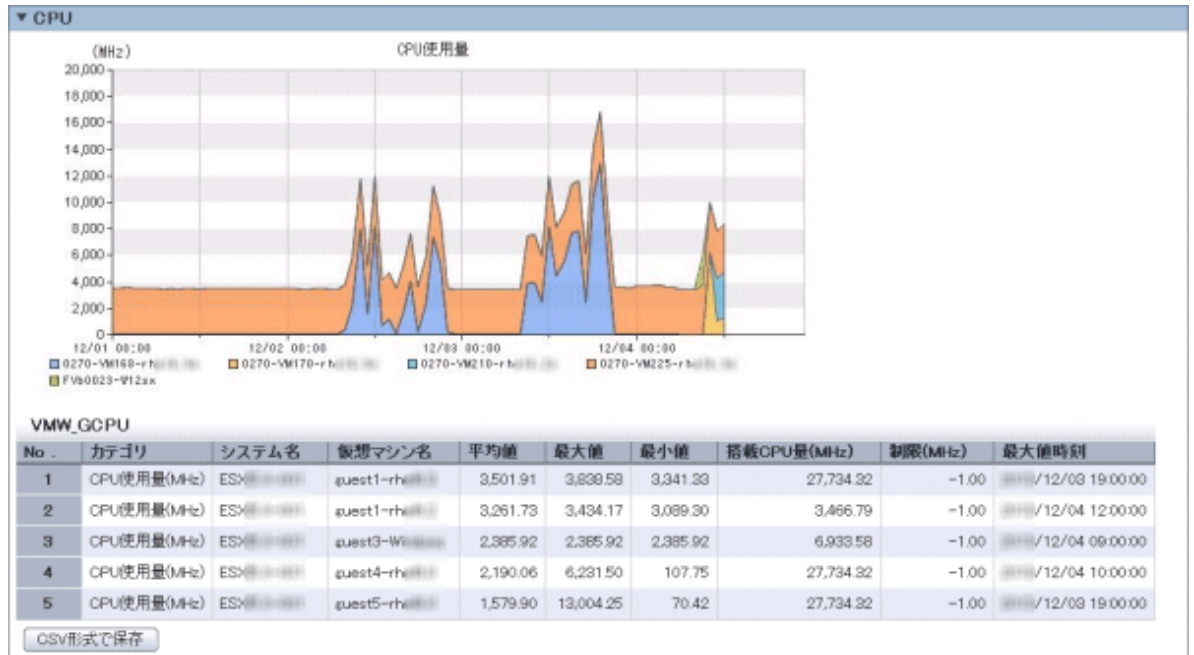 ▼ CPU
(MHz)
CPU使用量
20,000
18,000
16,000
14,000
12,000
10,000
8,000
6,000
4,000
2,000
0
12/01 00:00 12/02 00:00 12/03 00:00 12/04 00:00
0270-VM168-rh 0270-VM170-rh 0270-VM210-rh 0270-VM225-rh
FVb0023-W12sx
VMW_GCPU
No. カテゴリ システム名 仮想マシン名 平均値 最大値 最小値 搭載CPU量(MHz) 制限(MHz) 最大値時刻
1 CPU使用量(MHz) ESX guest1-rh 3,501.91 3,838.58 3,341.33 27,734.32 -1.00 /12/03 19:00:00
2 CPU使用量(MHz) ESX guest1-rh 3,261.73 3,434.17 3,089.30 3,466.79 -1.00 /12/04 12:00:00
3 CPU使用量(MHz) ESX guest3-Wi 2,385.92 2,385.92 2,385.92 6,933.58 -1.00 /12/04 09:00:00
4 CPU使用量(MHz) ESX guest4-rh 2,190.06 6,231.50 107.75 27,734.32 -1.00 /12/04 10:00:00
5 CPU使用量(MHz) ESX guest5-rh 1,579.90 13,004.25 70.42 27,734.32 -1.00 /12/03 19:00:00
CSV形式で保存